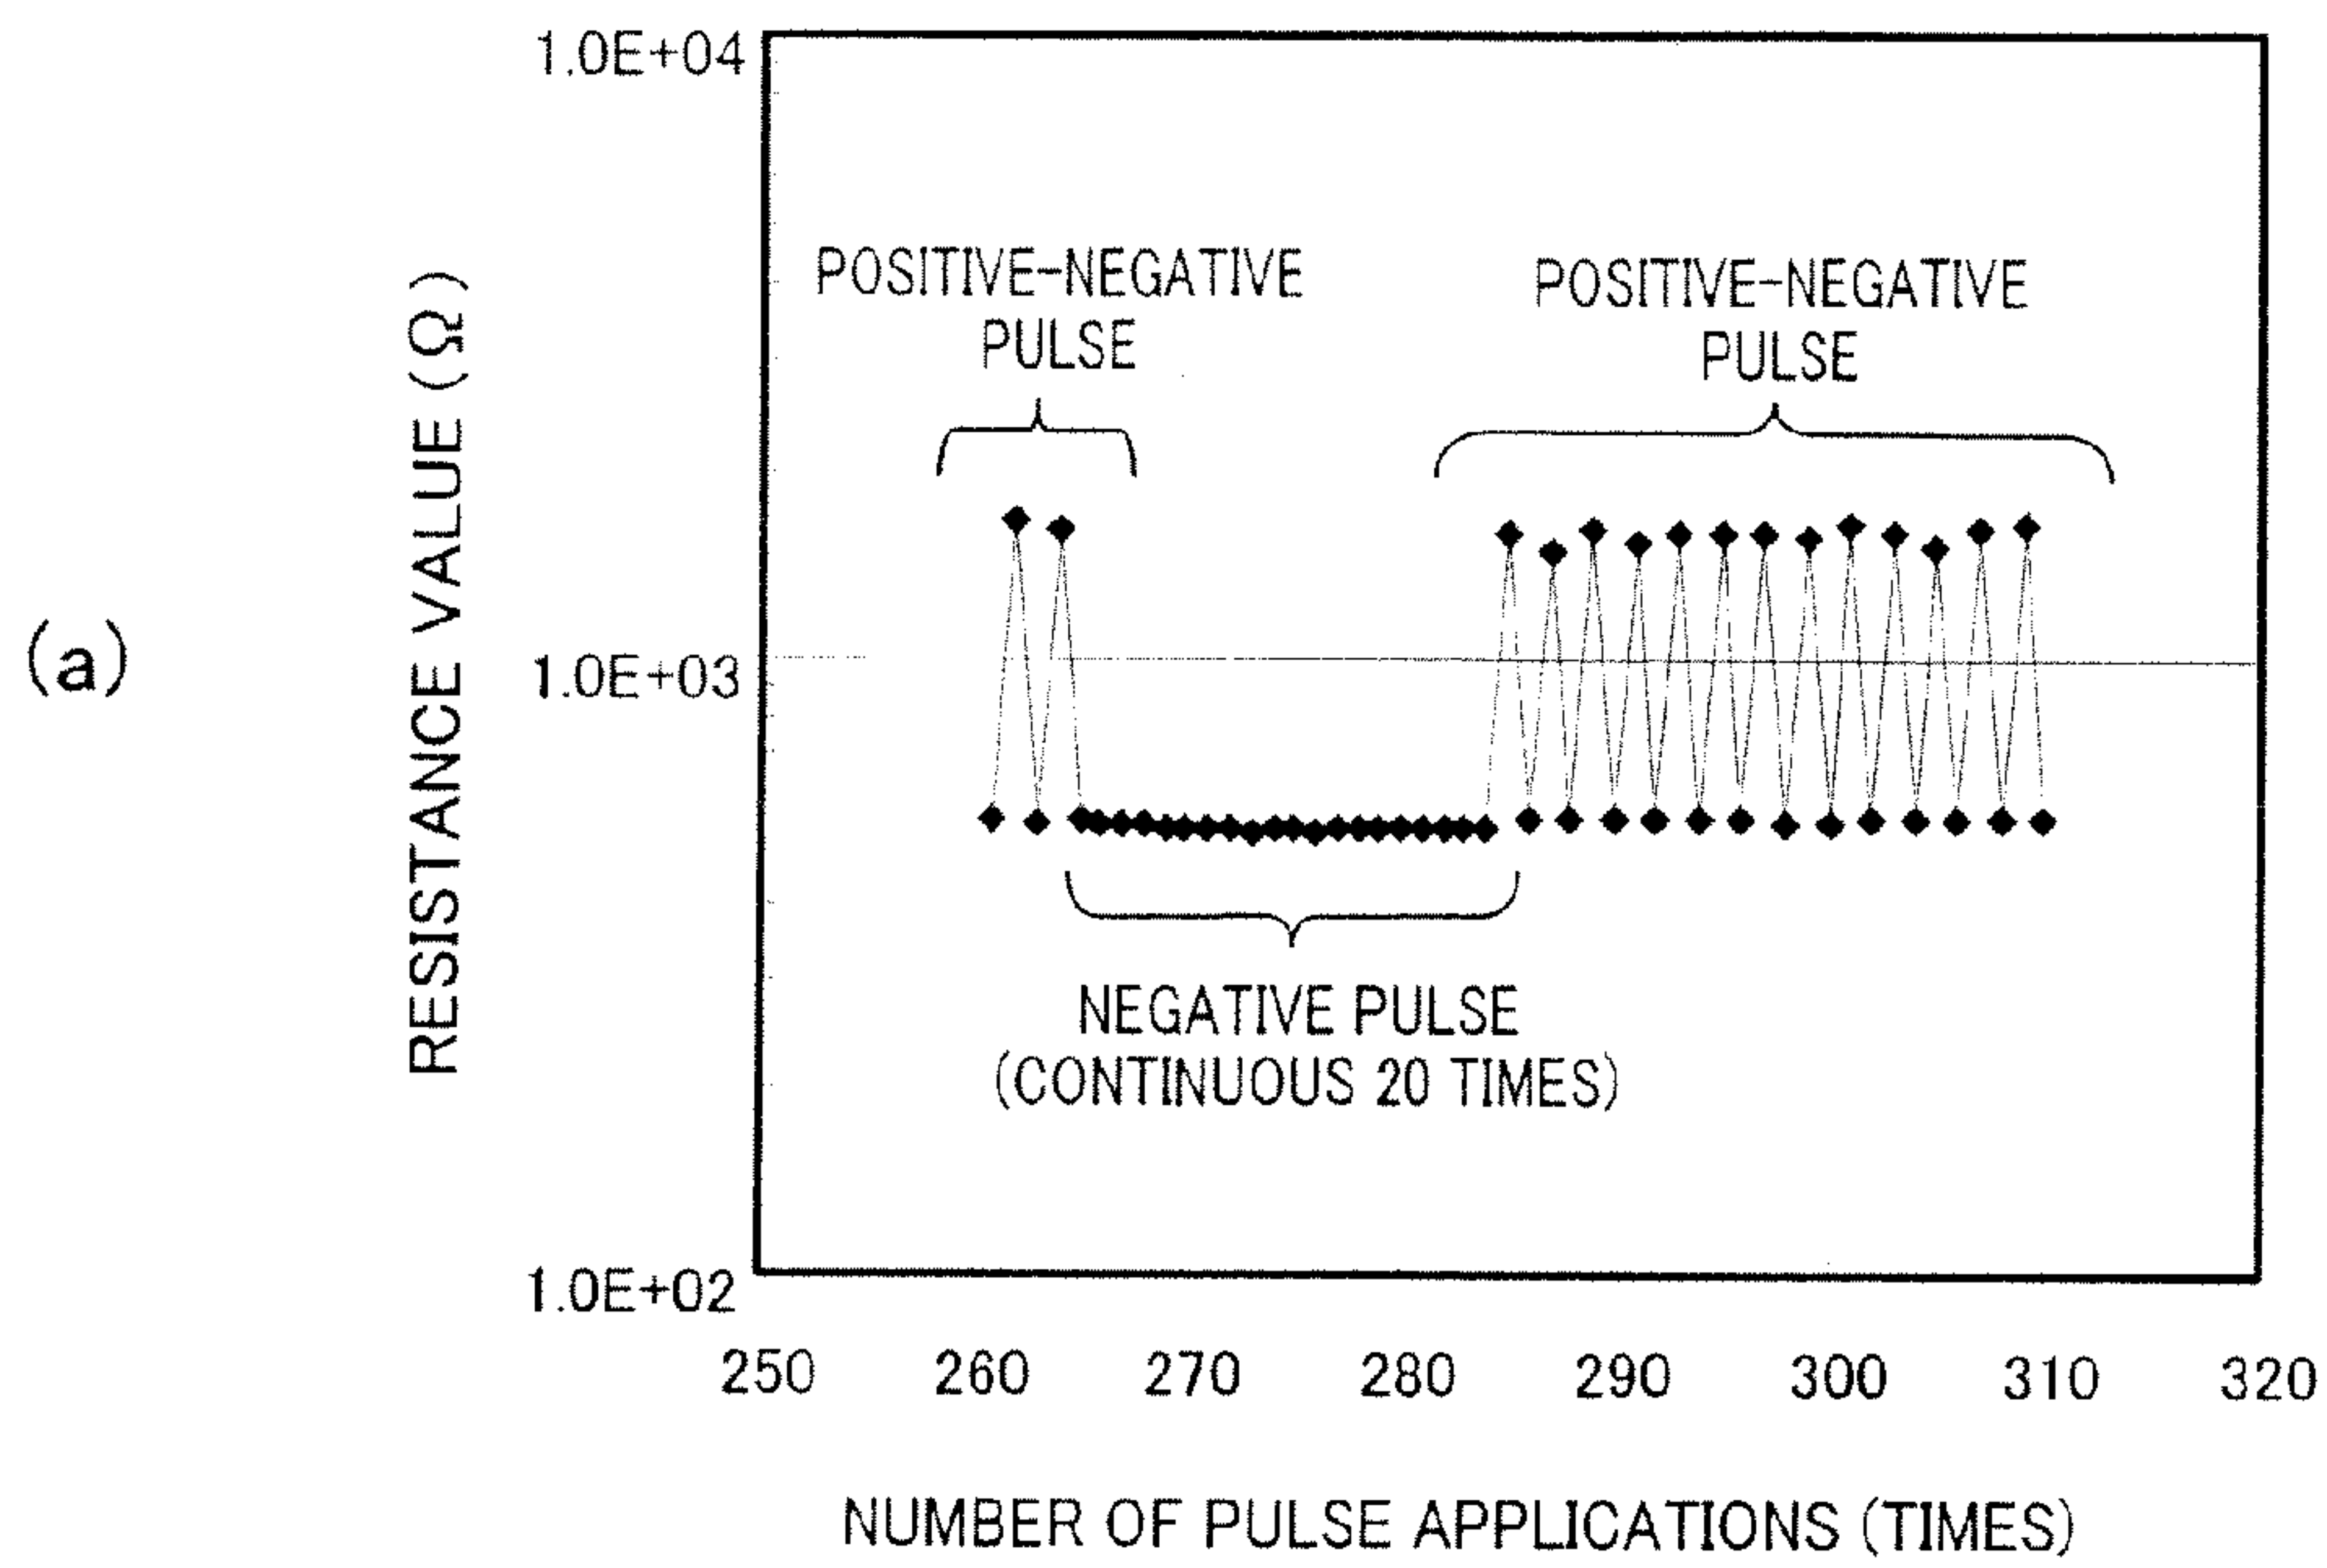 (a)
RESISTANCE VALUE (Ω)
1.0E+04
1.0E+03
1.0E+02
POSITIVE-NEGATIVE
PULSE
POSITIVE-NEGATIVE
PULSE
NEGATIVE PULSE
(CONTINUOUS 20 TIMES)
250 260 270 280 290 300 310 320
NUMBER OF PULSE APPLICATIONS (TIMES)